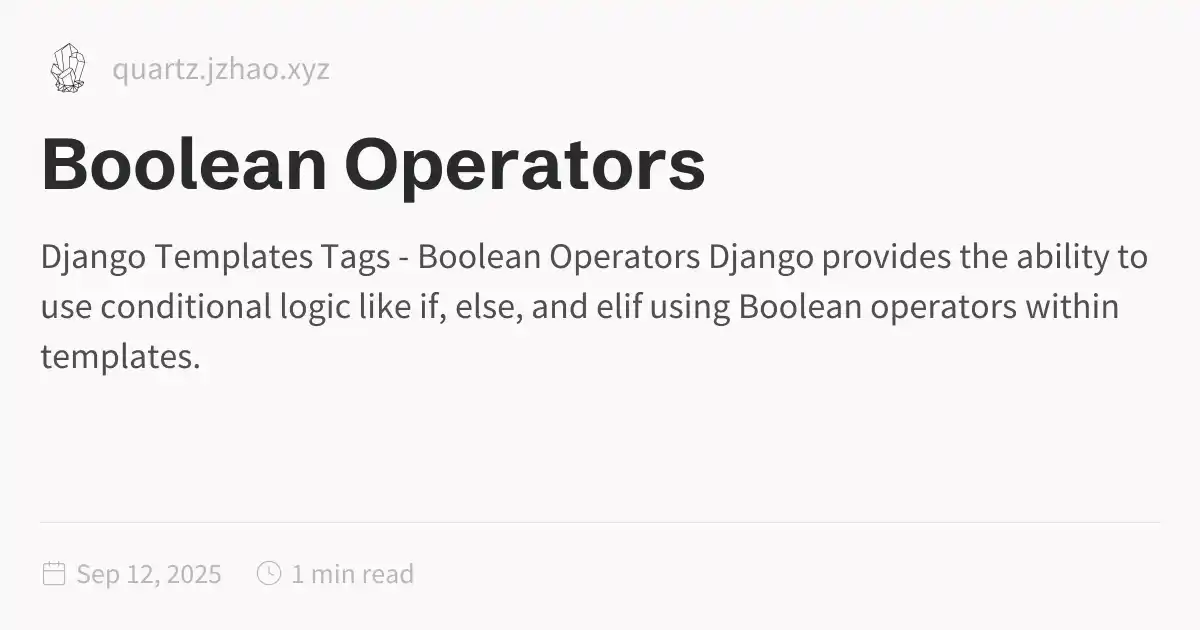 quartz.jzhao.xyz
Boolean Operators
Django Templates Tags - Boolean Operators Django provides the ability to
use conditional logic like if, else, and elif using Boolean operators within
templates.
Sep 12, 2025 1 min read